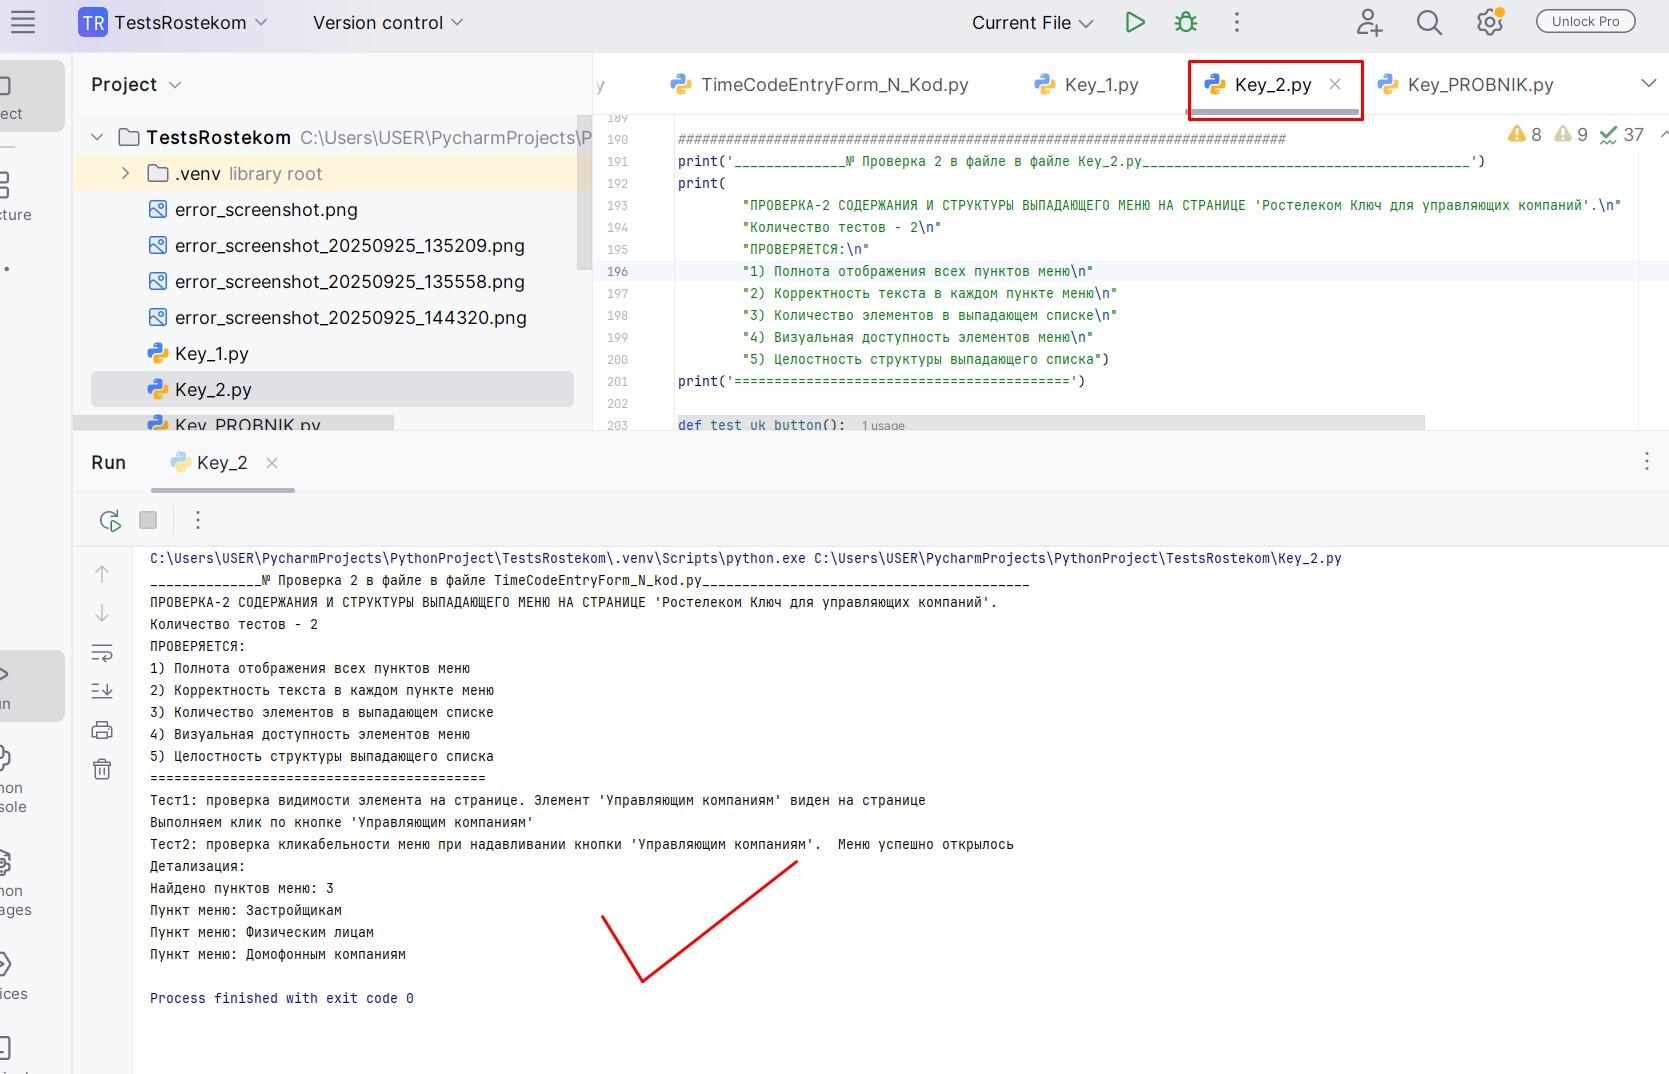 TR TestsRostekom Version control Current File Unlock Pro
Project y TimeCodeEntryForm_N_Kod.py Key_1.py Key_2.py Key_PROBNIK.py
ect
TestsRostekom C:\Users\USER\PycharmProjects\P
.venv library root
error_screenshot.png
cture
error_screenshot_20250925_135209.png
error_screenshot_20250925_135558.png
error_screenshot_20250925_144320.png
Key_1.py
Key_2.py
Key_PROBNIK.py
8 9 37
189
190 ############################################################################
191 print('______________№ Проверка 2 в файле в файле Key_2.py_________________________________________')
192 print(
193 "ПРОВЕРКА-2 СОДЕРЖАНИЯ И СТРУКТУРЫ ВЫПАДАЮЩЕГО МЕНЮ НА СТРАНИЦЕ 'Ростелеком Ключ для управляющих компаний'.\n"
194 "Количество тестов - 2\n"
195 "ПРОВЕРЯЕТСЯ:\n"
196 "1) Полнота отображения всех пунктов меню\n"
197 "2) Корректность текста в каждом пункте меню\n"
198 "3) Количество элементов в выпадающем списке\n"
199 "4) Визуальная доступность элементов меню\n"
200 "5) Целостность структуры выпадающего списка")
201 print('==========================================')
202
203 def test_uk_button(): 1 usage
Run Key_2
C:\Users\USER\PycharmProjects\PythonProject\TestsRostekom\.venv\Scripts\python.exe C:\Users\USER\PycharmProjects\PythonProject\TestsRostekom\Key_2.py
______________№ Проверка 2 в файле в файле TimeCodeEntryForm_N_kod.py_________________________________________
ПРОВЕРКА-2 СОДЕРЖАНИЯ И СТРУКТУРЫ ВЫПАДАЮЩЕГО МЕНЮ НА СТРАНИЦЕ 'Ростелеком Ключ для управляющих компаний'.
Количество тестов - 2
ПРОВЕРЯЕТСЯ:
1) Полнота отображения всех пунктов меню
2) Корректность текста в каждом пункте меню
3) Количество элементов в выпадающем списке
4) Визуальная доступность элементов меню
5) Целостность структуры выпадающего списка
==========================================
Тест1: проверка видимости элемента на странице. Элемент 'Управляющим компаниям' виден на странице
Выполняем клик по кнопке 'Управляющим компаниям'
Тест2: проверка кликабельности меню при надавливании кнопки 'Управляющим компаниям'.  Меню успешно открылось
Детализация:
Найдено пунктов меню: 3
Пункт меню: Застройщикам
Пункт меню: Физическим лицам
Пункт меню: Домофонным компаниям
Process finished with exit code 0
un
hon
sole
hon
ages
ices